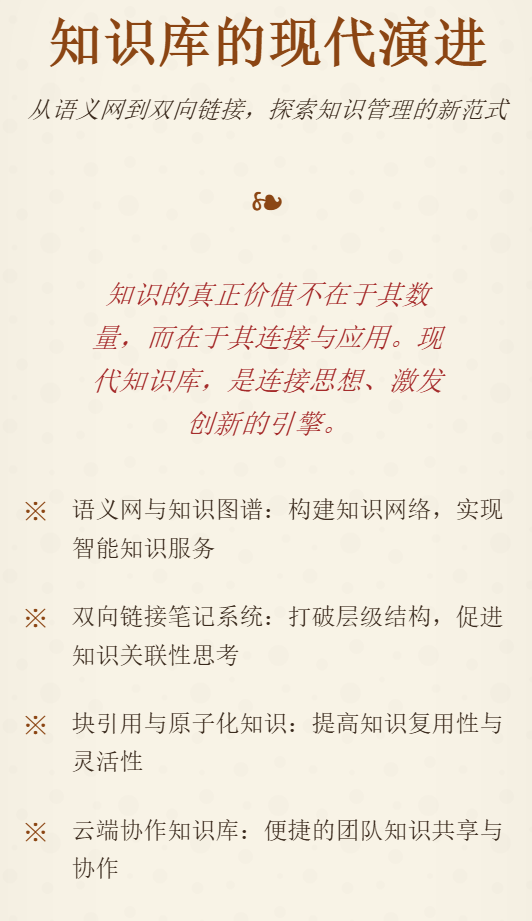 知识库的现代演进
从语义网到双向链接，探索知识管理的新范式
知识的真正价值不在于其数
量，而在于其连接与应用。现
代知识库，是连接思想、激发
创新的引擎。
※ 语义网与知识图谱：构建知识网络，实现
智能知识服务
※ 双向链接笔记系统：打破层级结构，促进
知识关联性思考
※ 块引用与原子化知识：提高知识复用性与
灵活性
※ 云端协作知识库：便捷的团队知识共享与
协作